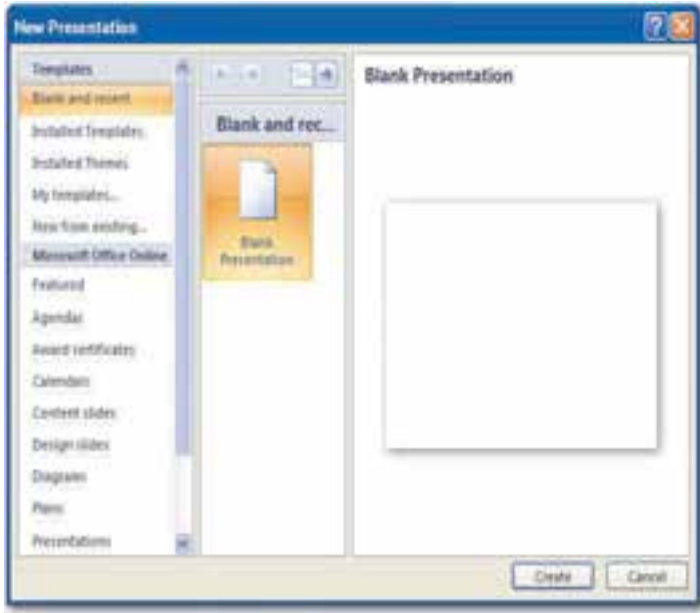 New Presentation
Templates
Blank and recent
Installed Templates
Installed Themes
My templates...
New from existing...
Microsoft Office Online
Featured
Agendas
Award certificates
Calendars
Content slides
Design slides
Diagrams
Plans
Presentations
Blank and rec...
Blank
Presentation
Blank Presentation
Create
Cancel